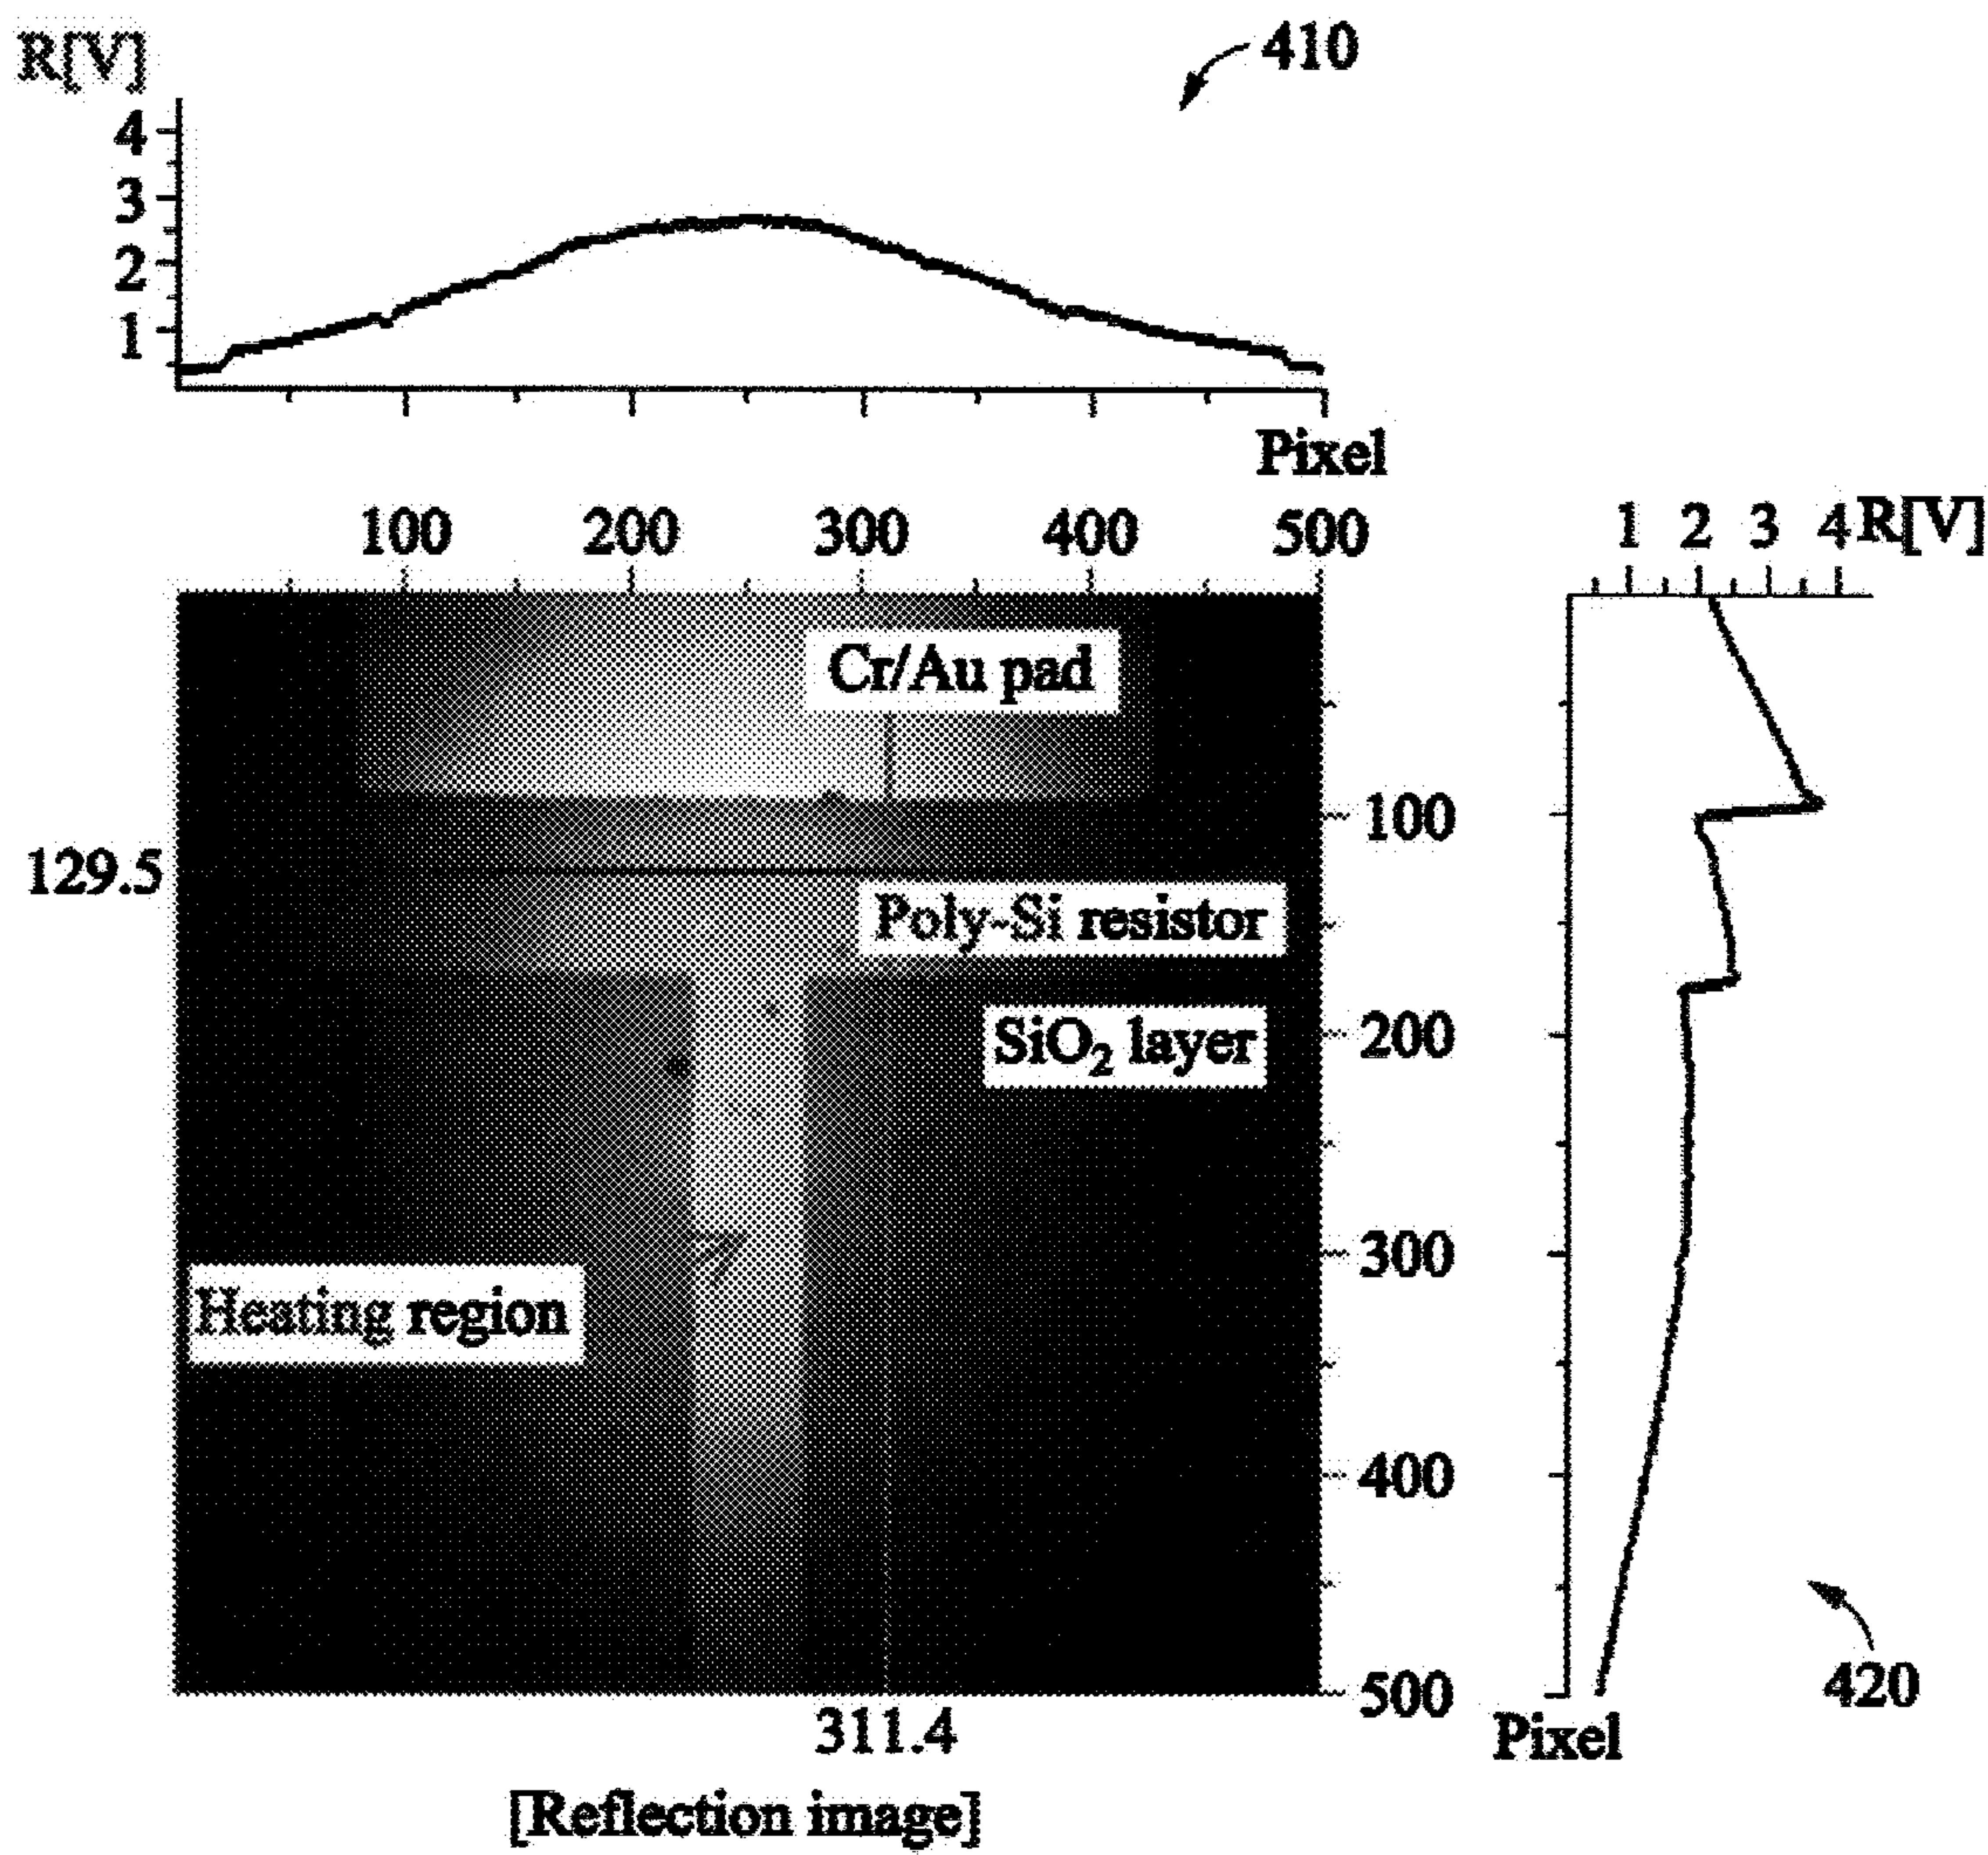 R[V]
410
4
3
2
1
Pixel
100 200 300 400 500
1 2 3 4 R[V]
Cr/Au pad
100
129.5
Poly-Si resistor
SiO₂ layer
200
300
Heating region
400
500
420
311.4
Pixel
[Reflection image]